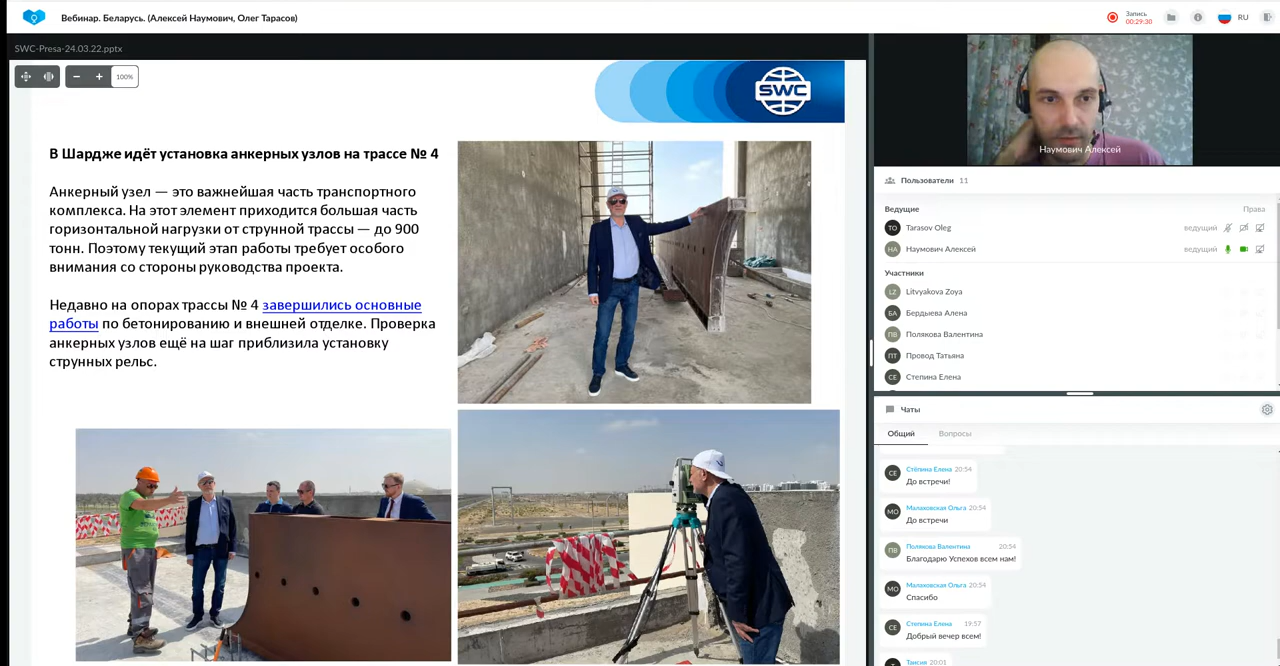 Вебинар. Беларусь. (Алексей Наумович, Олег Тарасов)
Запись
00:29:30
RU
SWC-Presa-24.03.22.pptx
100%
SWC
В Шардже идёт установка анкерных узлов на трассе № 4
Анкерный узел — это важнейшая часть транспортного
комплекса. На этот элемент приходится большая часть
горизонтальной нагрузки от струнной трассы — до 900
тонн. Поэтому текущий этап работы требует особого
внимания со стороны руководства проекта.
Недавно на опорах трассы № 4 завершились основные
работы по бетонированию и внешней отделке. Проверка
анкерных узлов ещё на шаг приблизила установку
струнных рельс.
Наумович Алексей
Пользователи 11
Ведущие Права
TO Tarasov Oleg ведущий
НА Наумович Алексей ведущий
Участники
LZ Litvyakova Zoya
БА Бердыева Алена
ПВ Полякова Валентина
ПТ Провод Татьяна
СЕ Степина Елена
Чаты
Общий Вопросы
СЕ Стёпина Елена 20:54
До встречи!
МО Малаховская Ольга 20:54
До встречи
ПВ Полякова Валентина 20:54
Благодарю Успехов всем нам!
МО Малаховская Ольга 20:54
Спасибо
СЕ Степина Елена 19:57
Добрый вечер всем!
Таисия 20:01